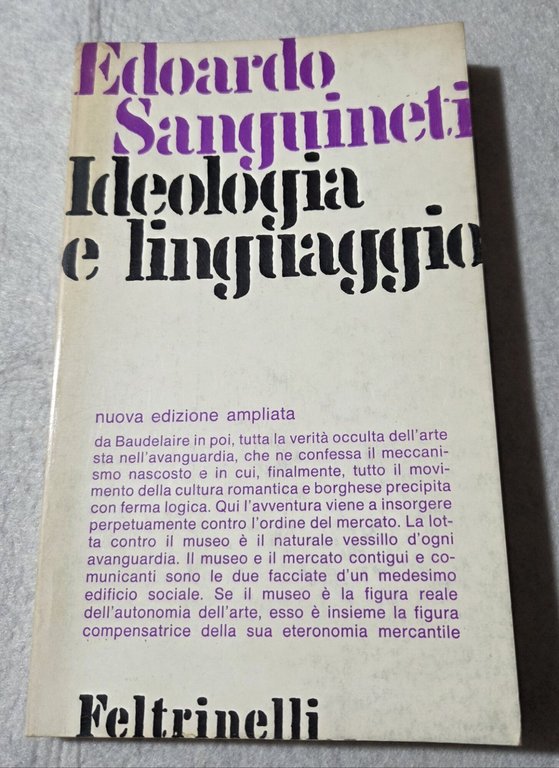 Edoardo
Sanguineti
Ideologia
e linguaggio
nuova edizione ampliata
da Baudelaire in poi, tutta la verità occulta dell'arte
sta nell'avanguardia, che ne confessa il meccani-
smo nascosto e in cui, finalmente, tutto il movi-
mento della cultura romantica e borghese precipita
con ferma logica. Qui l'avventura viene a insorgere
perpetuamente contro l'ordine del mercato. La lot-
ta contro il museo è il naturale vessillo d'ogni
avanguardia. Il museo e il mercato contigui e co-
municanti sono le due facciate d'un medesimo
edificio sociale. Se il museo è la figura reale
dell'autonomia dell'arte, esso è insieme la figura
compensatrice della sua eteronomia mercantile
Feltrinelli